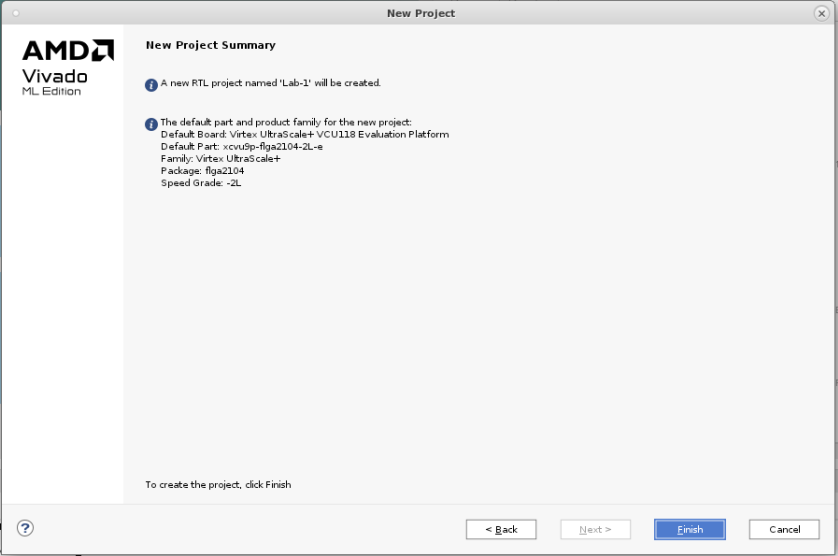 New Project
AMD
Vivado
ML Edition
New Project Summary
A new RTL project named 'Lab-1' will be created.
The default part and product family for the new project:
Default Board: Virtex UltraScale+ VCU118 Evaluation Platform
Default Part: xcvu9p-flga2104-2L-e
Family: Virtex UltraScale+
Package: flga2104
Speed Grade: -2L
To create the project, click Finish
?
< Back
Next >
Finish
Cancel